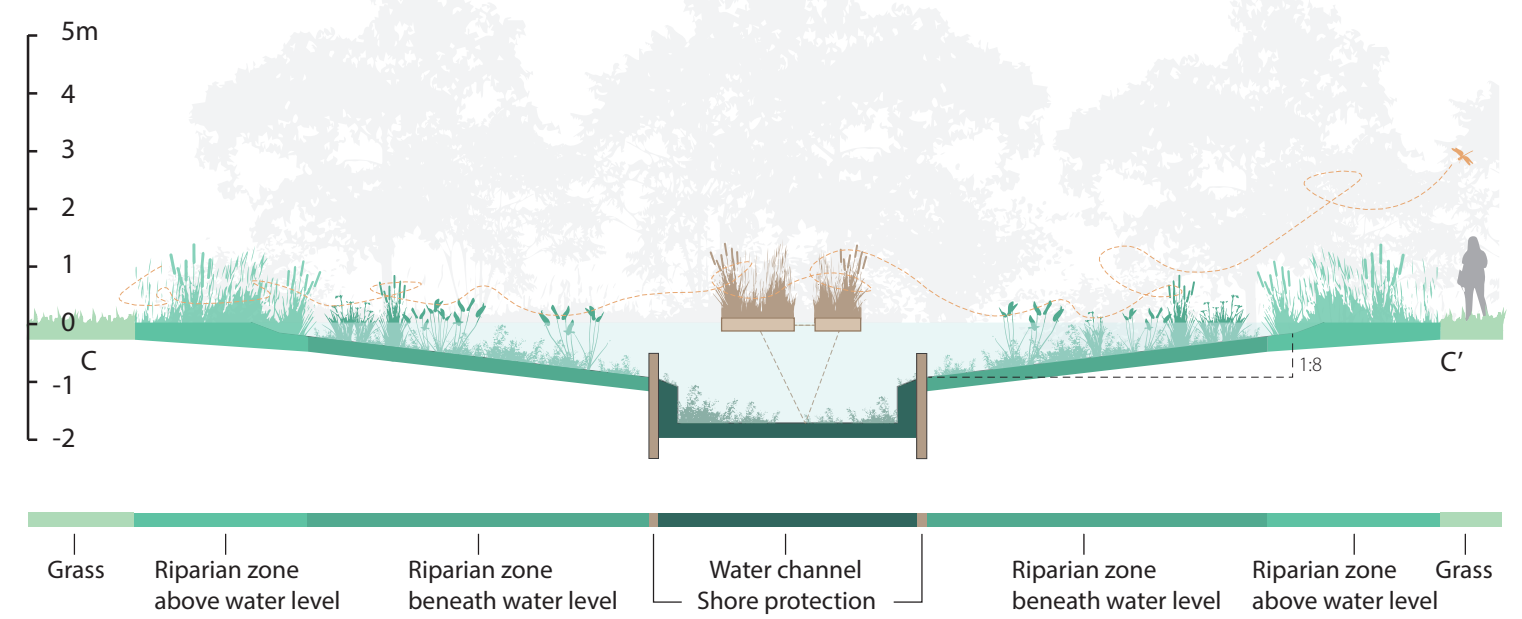 5m
4
3
2
1
0
C
C’
1:8
-1
-2
Grass
Riparian zone
above water level
Riparian zone
beneath water level
Water channel
Shore protection
Riparian zone
beneath water level
Riparian zone
above water level
Grass